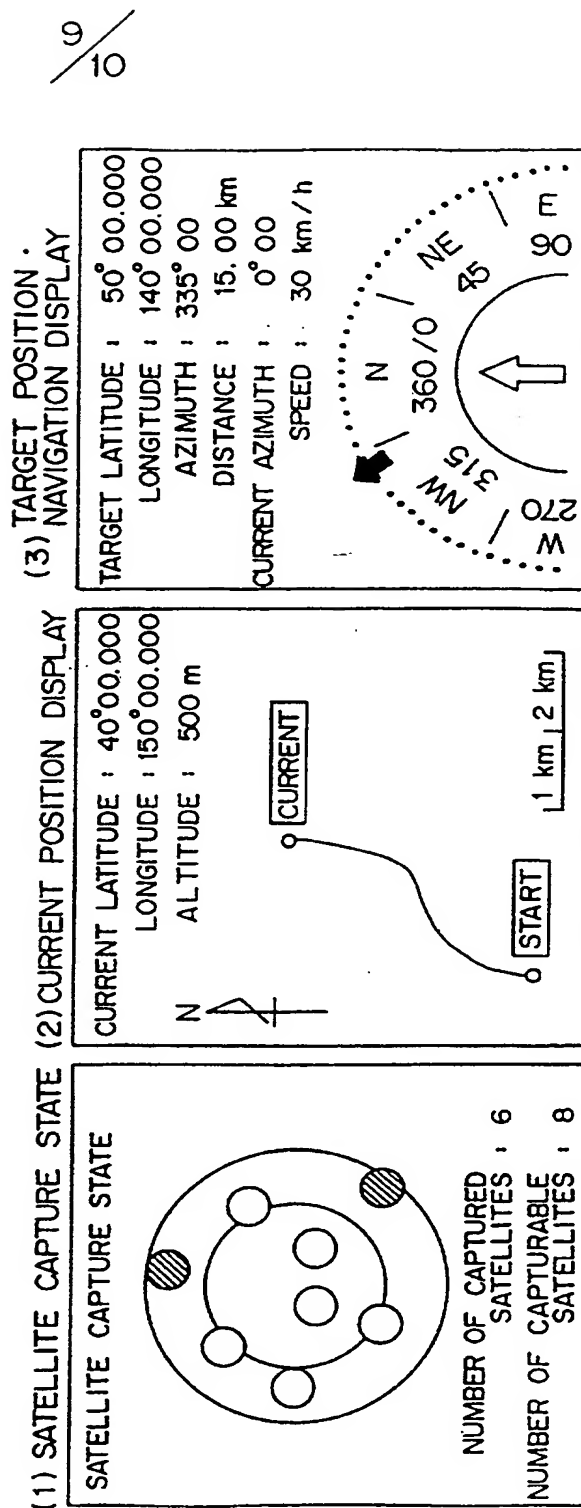 9/10
(1) SATELLITE CAPTURE STATE
SATELLITE CAPTURE STATE
NUMBER OF CAPTURED
SATELLITES : 6
NUMBER OF CAPTURABLE
SATELLITES : 8
(2) CURRENT POSITION DISPLAY
CURRENT LATITUDE : 40°00.000
LONGITUDE : 150°00.000
ALTITUDE : 500 m
N
CURRENT
START
1 km 2 km
(3) TARGET POSITION ·
NAVIGATION DISPLAY
TARGET LATITUDE : 50° 00.000
LONGITUDE : 140° 00.000
AZIMUTH : 335° 00
DISTANCE : 15. 00 km
CURRENT AZIMUTH : 0° 00
SPEED : 30 km/h
W
270
NW
315
N
360/0
NE
45
E
90